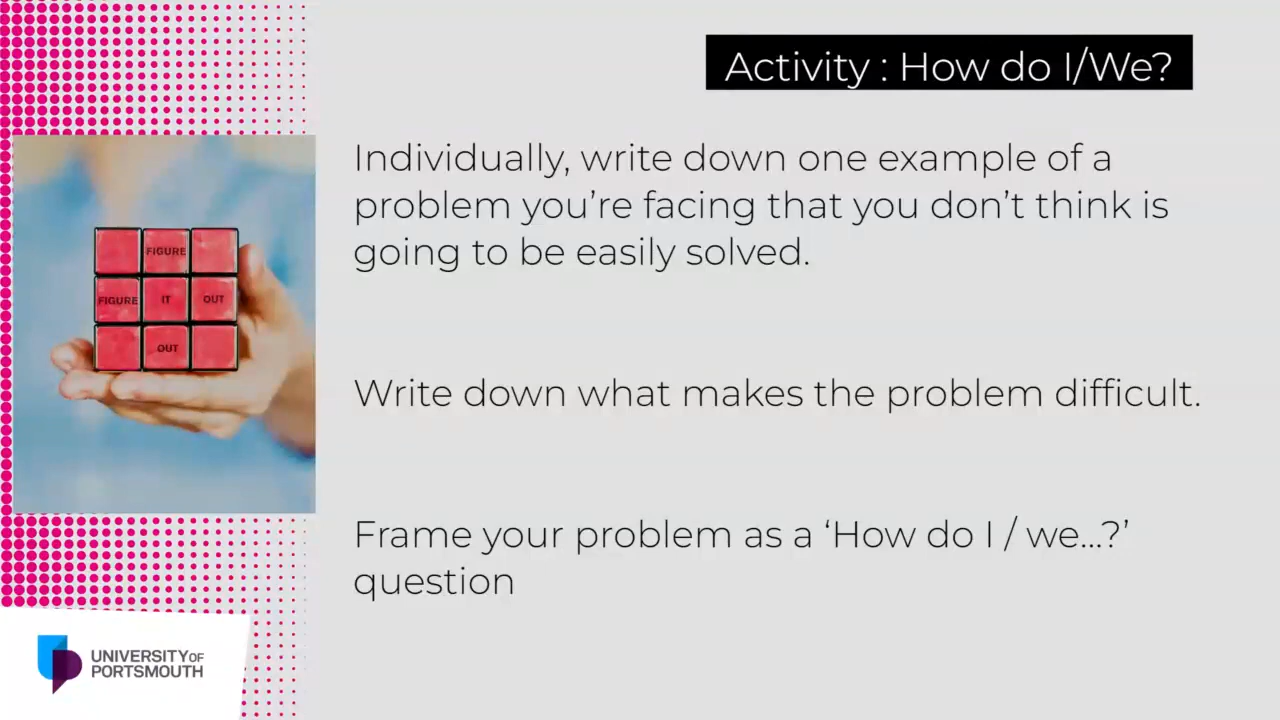 Activity : How do I/We?
Individually, write down one example of a
problem you’re facing that you don’t think is
going to be easily solved.
Write down what makes the problem difficult.
Frame your problem as a ‘How do I / we...?’
question
FIGURE
FIGURE IT OUT
OUT
UNIVERSITY OF
PORTSMOUTH